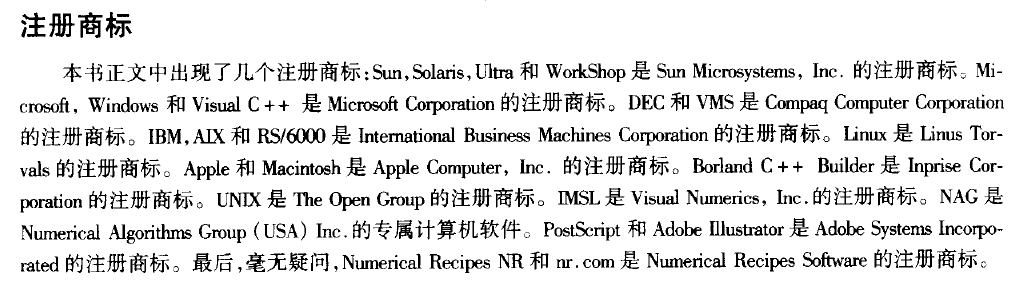 注册商标
本书正文中出现了几个注册商标:Sun,Solaris,Ultra 和 WorkShop 是 Sun Microsystems, Inc. 的注册商标。Mi-
crosoft, Windows 和 Visual C++ 是 Microsoft Corporation 的注册商标。DEC 和 VMS 是 Compaq Computer Corporation
的注册商标。IBM,AIX 和 RS/6000 是 International Business Machines Corporation 的注册商标。Linux 是 Linus Tor-
vals 的注册商标。Apple 和 Macintosh 是 Apple Computer, Inc. 的注册商标。Borland C++ Builder 是 Inprise Cor-
poration 的注册商标。UNIX 是 The Open Group 的注册商标。IMSL 是 Visual Numerics, Inc.的注册商标。NAG 是
Numerical Algorithms Group (USA) Inc.的专属计算机软件。PostScript 和 Adobe Illustrator 是 Adobe Systems Incorpo-
rated 的注册商标。最后,毫无疑问,Numerical Recipes NR 和 nr.com 是 Numerical Recipes Software 的注册商标。